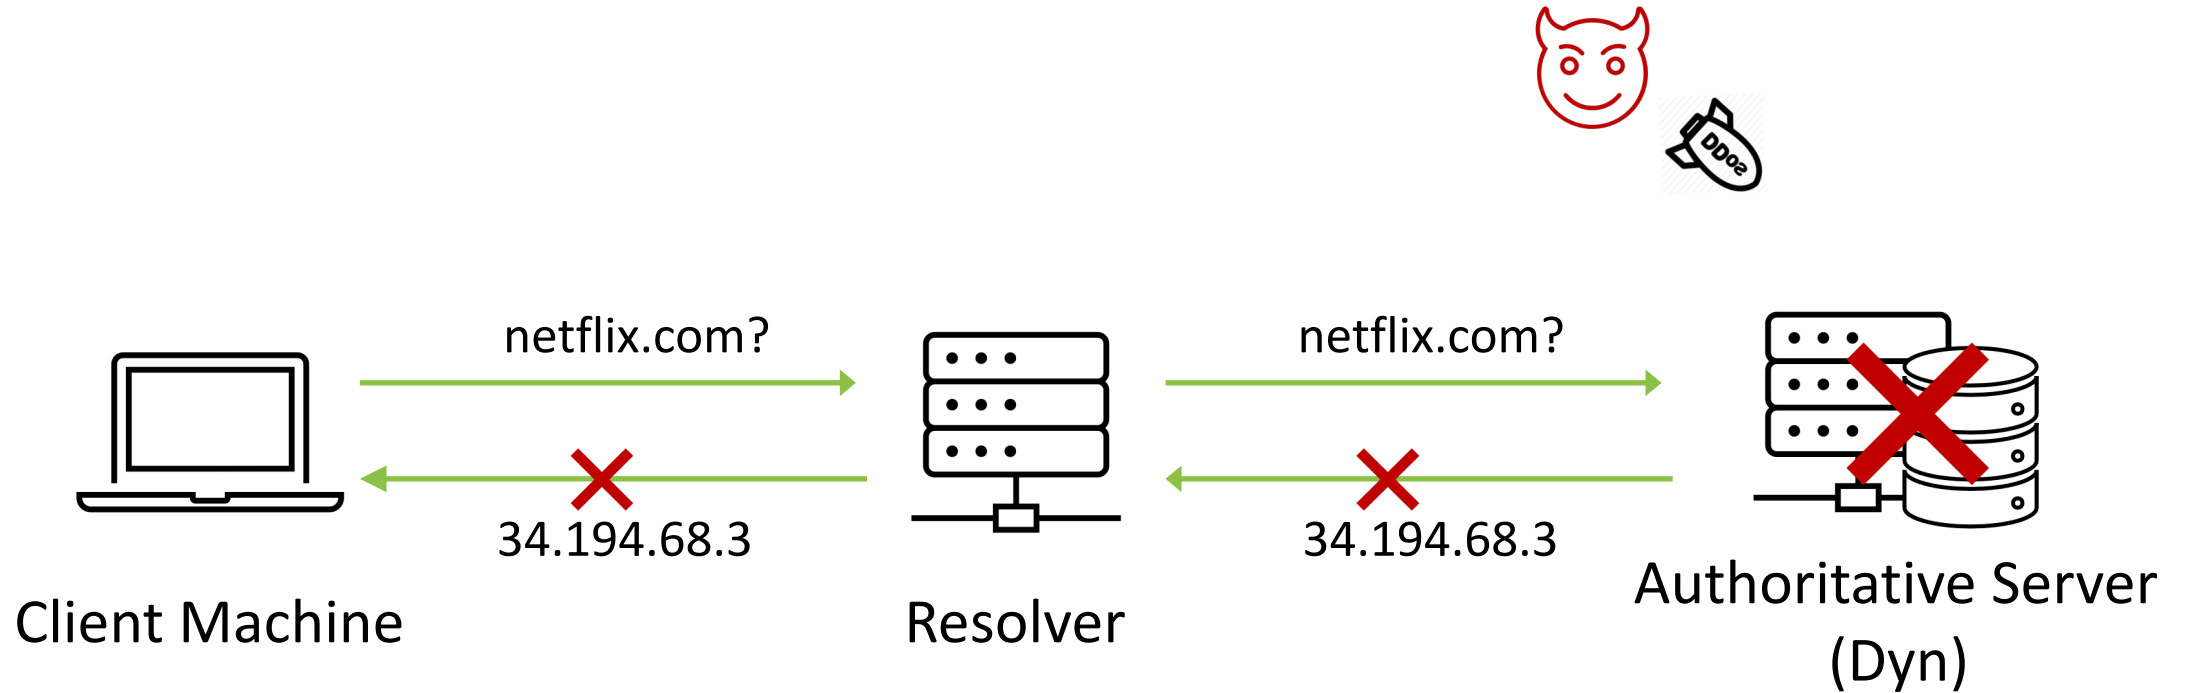 DDoS
netflix.com?
netflix.com?
34.194.68.3
34.194.68.3
Client Machine
Resolver
Authoritative Server
(Dyn)